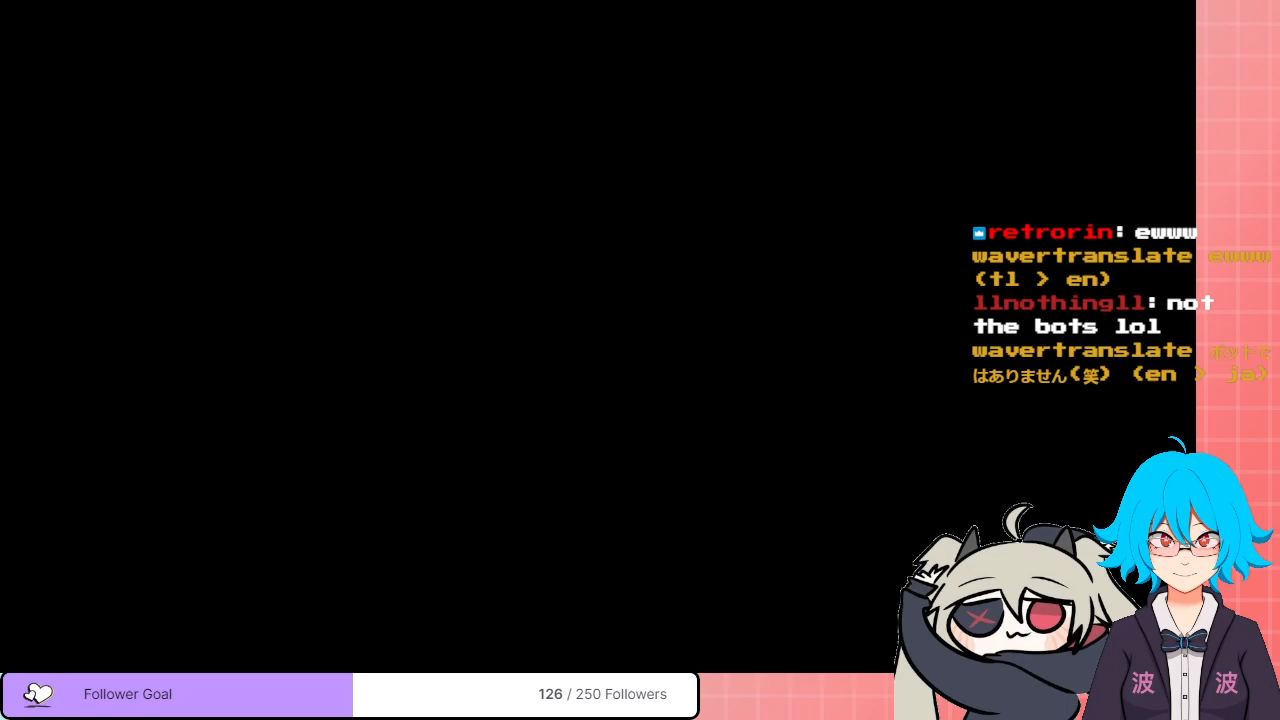 retrorin: ewww
wavertranslate ewww
(tl > en)
llnothingll: not
the bots lol
wavertranslate ボットで
はありません(笑) (en > ja)
Follower Goal
126 / 250 Followers
波 波